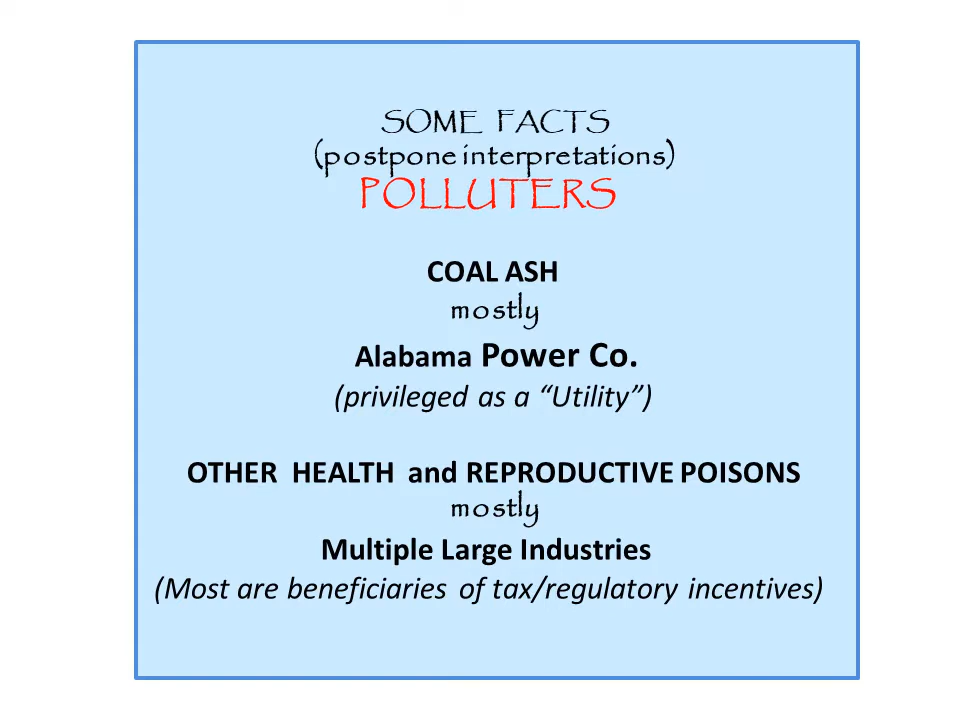 SOME FACTS
(postpone interpretations)
POLLUTERS
COAL ASH
mostly
Alabama Power Co.
(privileged as a “Utility”)
OTHER HEALTH and REPRODUCTIVE POISONS
mostly
Multiple Large Industries
(Most are beneficiaries of tax/regulatory incentives)